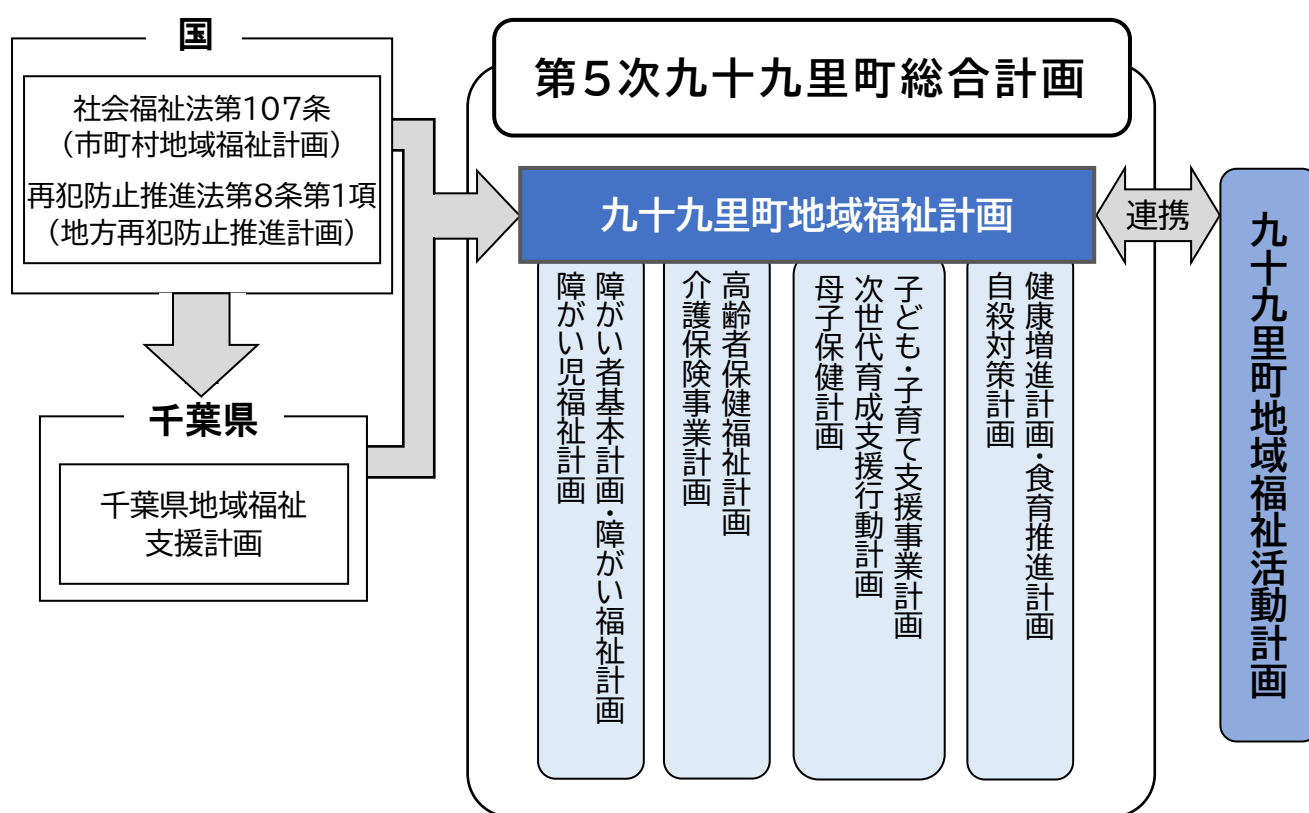 国
社会福祉法第107条
（市町村地域福祉計画）
再犯防止推進法第8条第1項
（地方再犯防止推進計画）
千葉県
千葉県地域福祉
支援計画
第5次九十九里町総合計画
九十九里町地域福祉計画
障がい者基本計画・障がい福祉計画
障がい児福祉計画
高齢者保健福祉計画
介護保険事業計画
子ども・子育て支援事業計画
次世代育成支援行動計画
母子保健計画
健康増進計画・食育推進計画
自殺対策計画
連携
九十九里町地域福祉活動計画